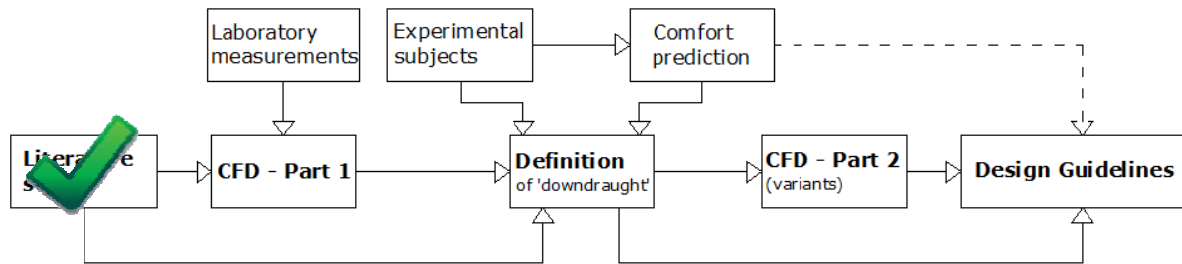 Laboratory
measurements
Experimental
subjects
Comfort
prediction
CFD - Part 1
Definition
of 'downdraught'
CFD - Part 2
(variants)
Design Guidelines